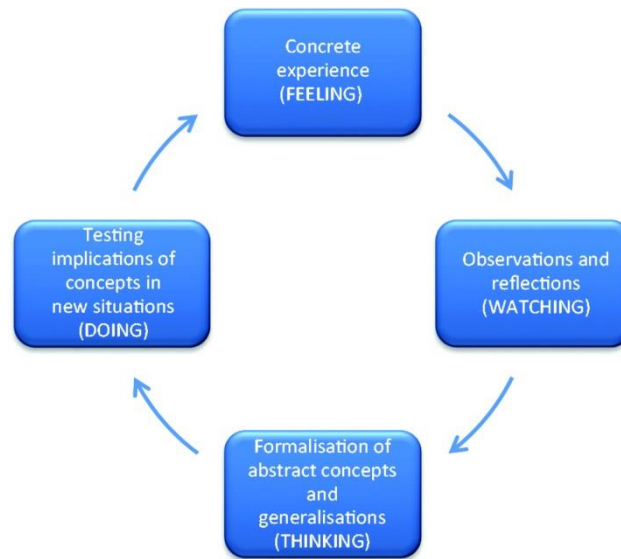 Concrete
experience
(FEELING)
Observations and
reflections
(WATCHING)
Formalisation of
abstract concepts
and
generalisations
(THINKING)
Testing
implications of
concepts in
new situations
(DOING)